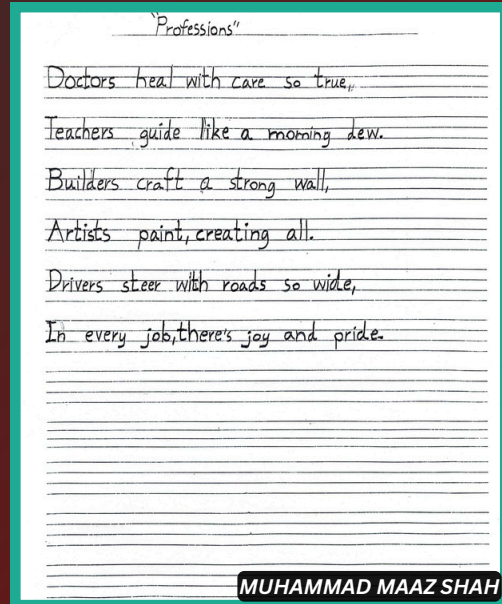 "Professions"
Doctors heal with care so true,,
Teachers guide like a morning dew.
Builders craft a strong wall,
Artists paint, creating all.
Drivers steer with roads so wide,
In every job, there's joy and pride.
MUHAMMAD MAAZ SHAH